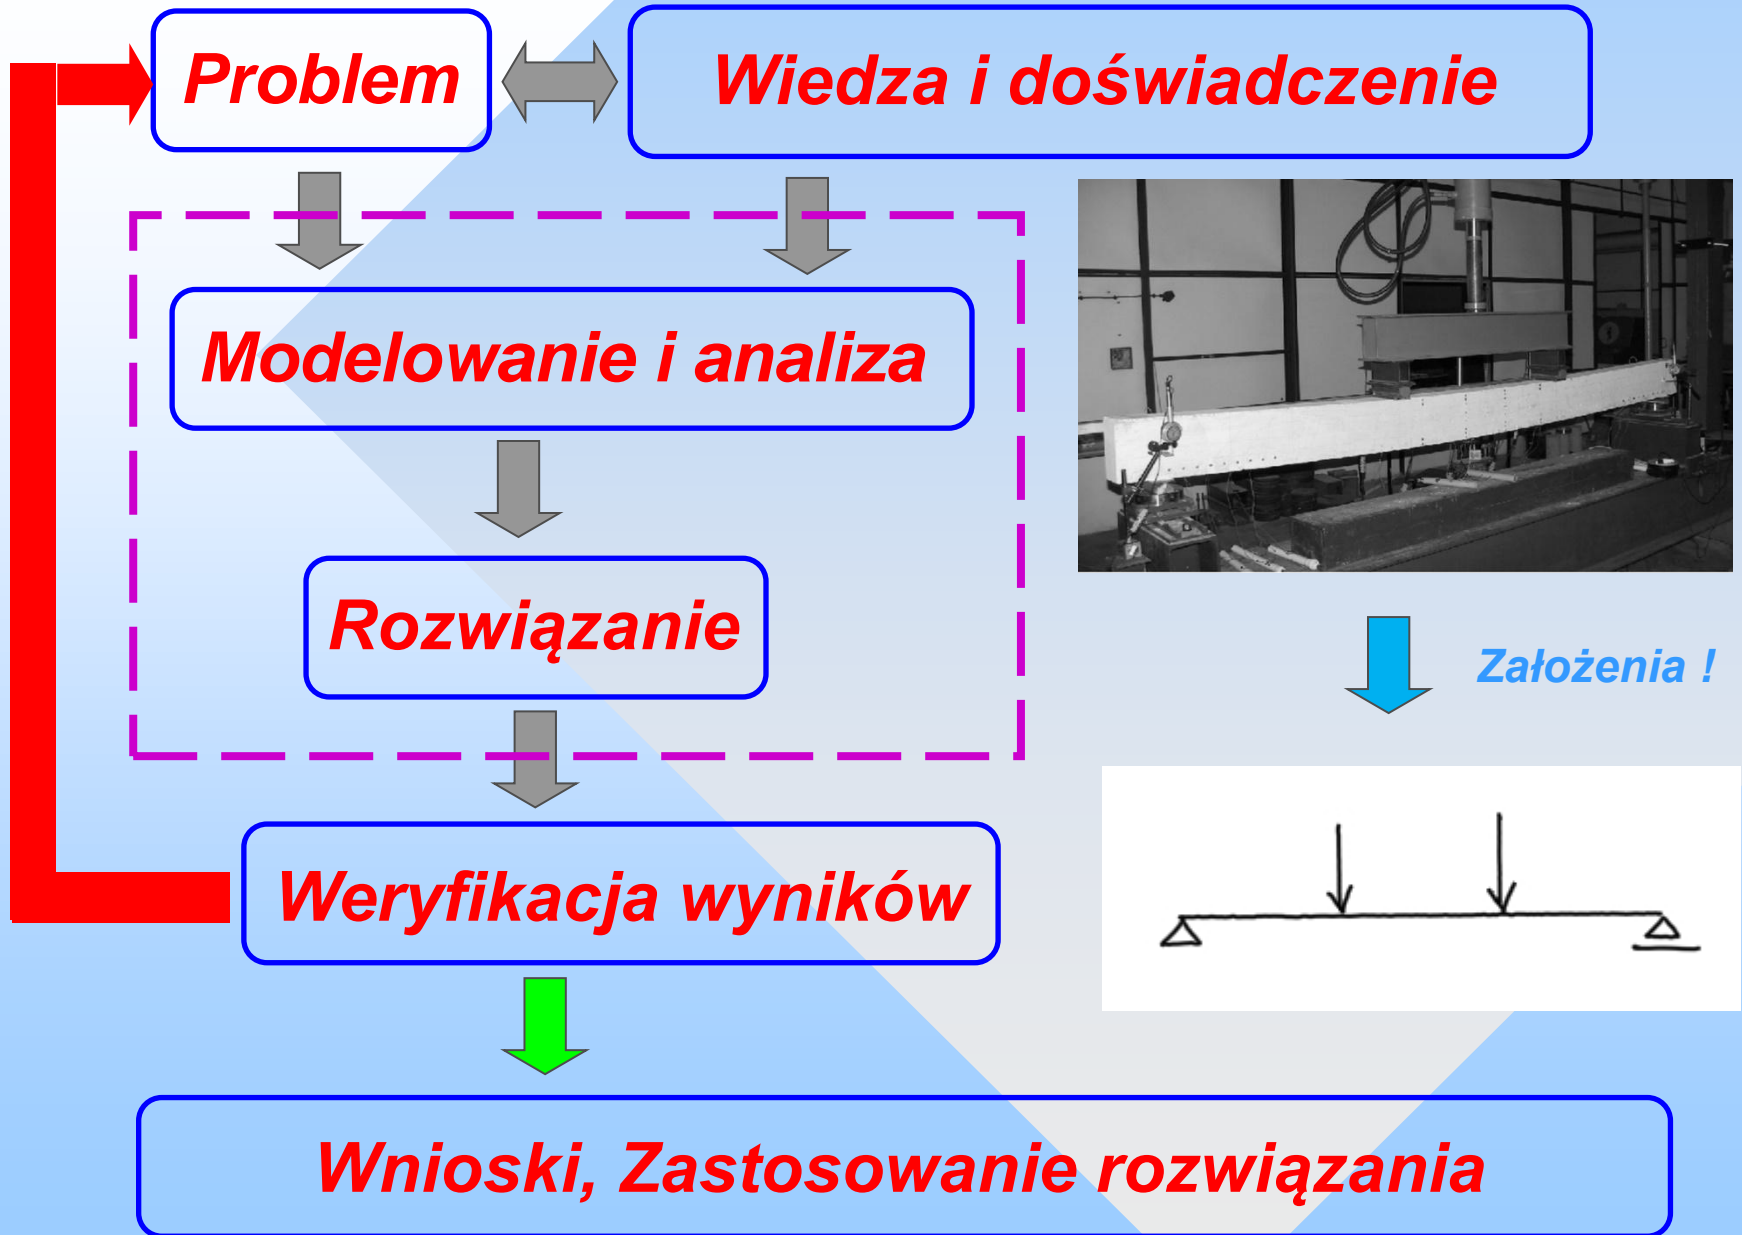 Problem
Wiedza i doświadczenie
Modelowanie i analiza
Rozwiązanie
Założenia !
Weryfikacja wyników
Wnioski, Zastosowanie rozwiązania